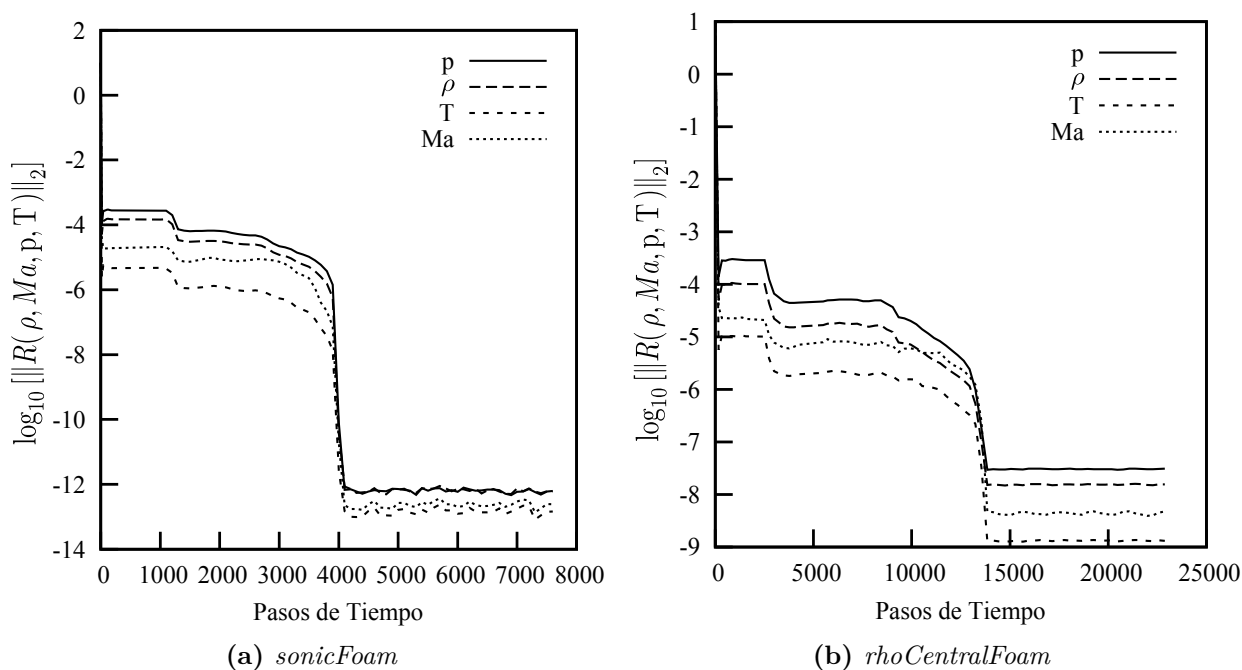 2
0
-2
-4
-6
-8
-10
-12
-14
log₁₀[‖R(ρ, Ma, p, T)‖₂]
p
ρ
T
Ma
0 1000 2000 3000 4000 5000 6000 7000 8000
Pasos de Tiempo
(a) sonicFoam
1
0
-1
-2
-3
-4
-5
-6
-7
-8
-9
log₁₀[‖R(ρ, Ma, p, T)‖₂]
p
ρ
T
Ma
0 5000 10000 15000 20000 25000
Pasos de Tiempo
(b) rhoCentralFoam